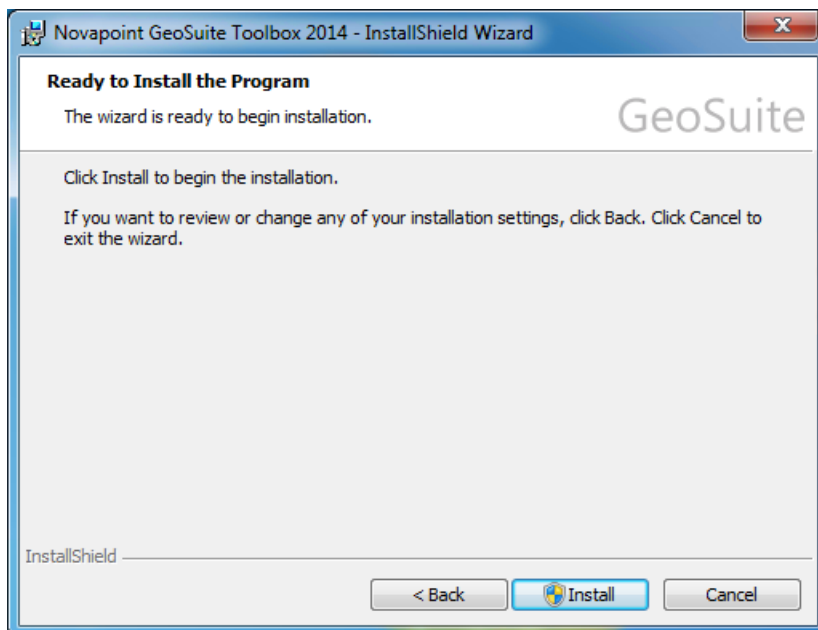 Novapoint GeoSuite Toolbox 2014 - InstallShield Wizard
Ready to Install the Program
The wizard is ready to begin installation.
GeoSuite
Click Install to begin the installation.
If you want to review or change any of your installation settings, click Back. Click Cancel to
exit the wizard.
InstallShield
< Back
Install
Cancel